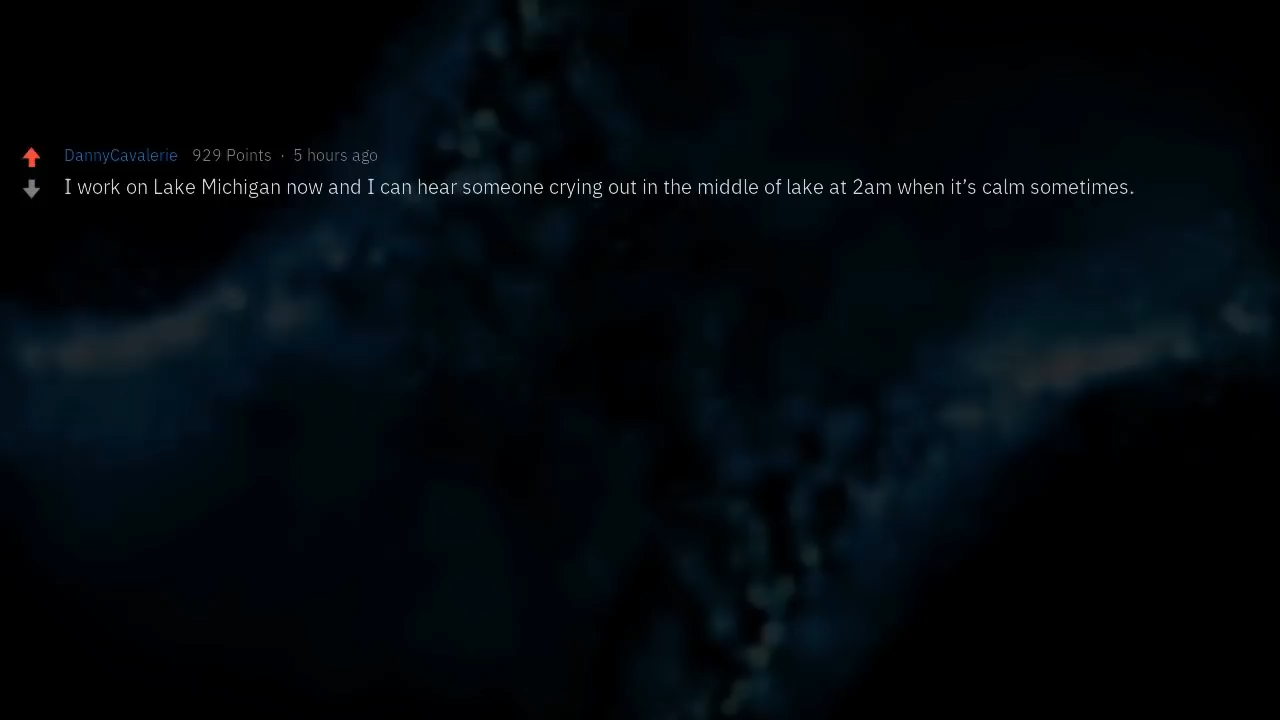 DannyCavalerie 929 Points · 5 hours ago
I work on Lake Michigan now and I can hear someone crying out in the middle of lake at 2am when it’s calm sometimes.